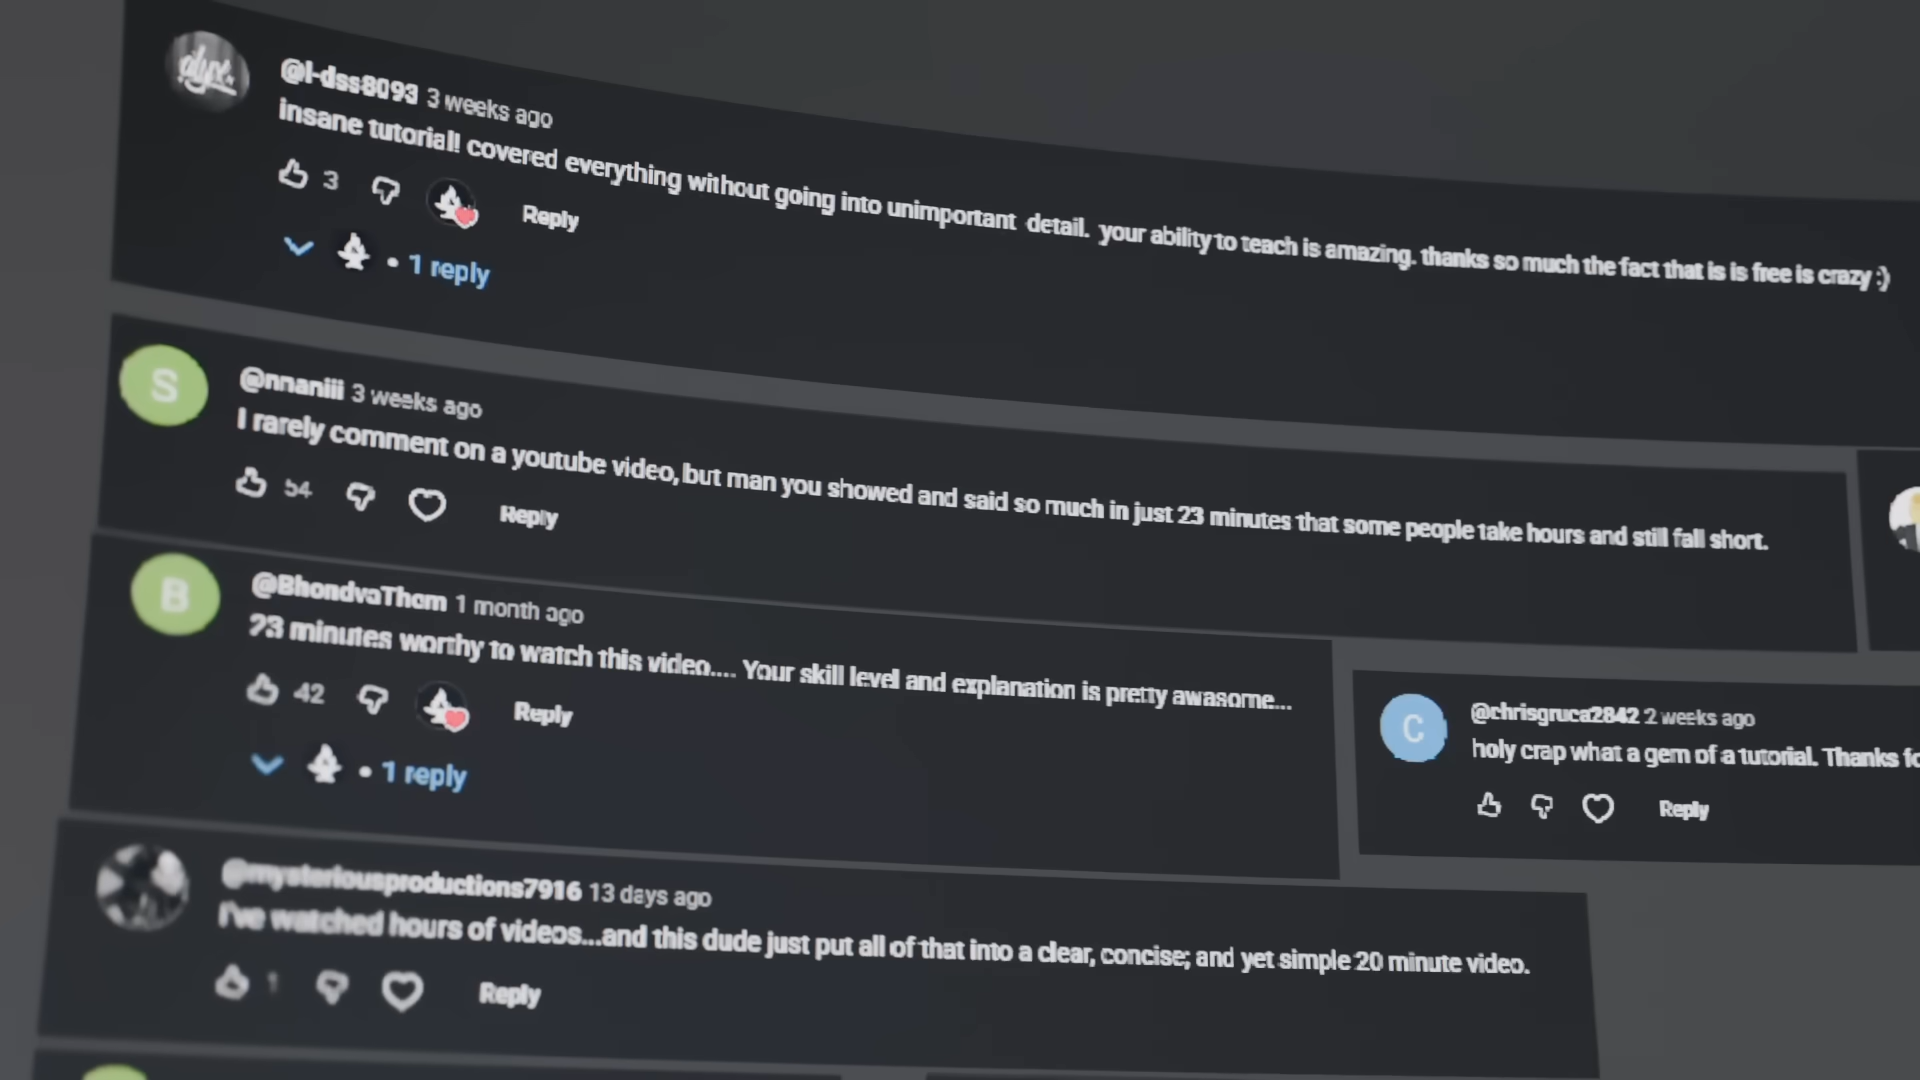 @l-dss8093 3 weeks ago
insane tutorial! covered everything without going into unimportant detail. your ability to teach is amazing. thanks so much the fact that is is free is crazy :)
3 Reply
• 1 reply
S
@nnaniii 3 weeks ago
I rarely comment on a youtube video, but man you showed and said so much in just 23 minutes that some people take hours and still fall short.
54 Reply
B
@BhondvaThom 1 month ago
23 minutes worthy to watch this video.... Your skill level and explanation is pretty awasome...
42 Reply
• 1 reply
C
@chrisgruca2842 2 weeks ago
holy crap what a gem of a tutorial. Thanks fo
Reply
@mysteriousproductions7916 13 days ago
I've watched hours of videos...and this dude just put all of that into a clear, concise; and yet simple 20 minute video.
1 Reply